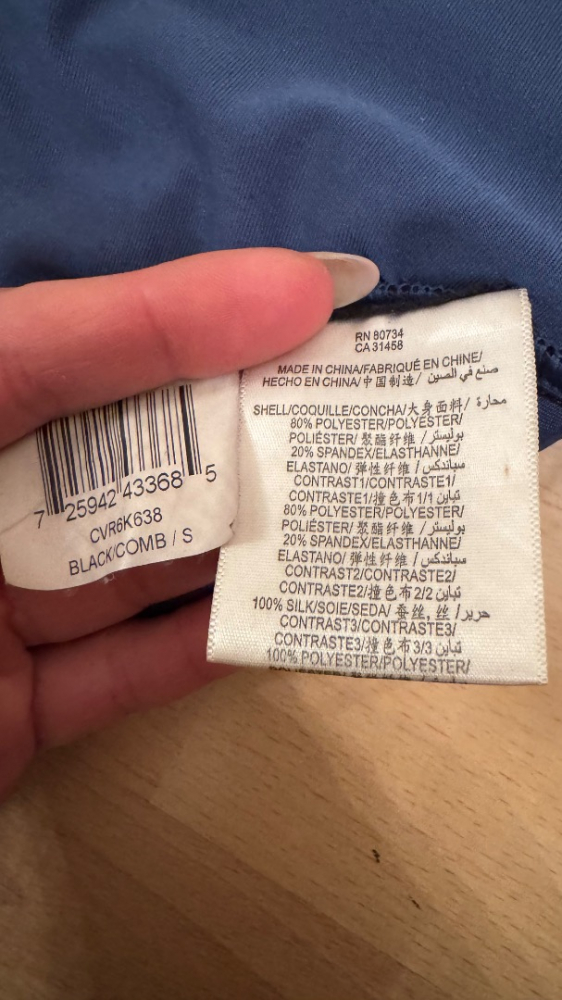 7 25942 43368 5
CVR6K638
BLACK/COMB / S
RN 80734
CA 31458
MADE IN CHINA/FABRIQUÉ EN CHINE/
HECHO EN CHINA/中国制造/ صنع في الصين
SHELL/COQUILLE/CONCHA/大身面料/ محارة/
80% POLYESTER/POLYESTER/
POLIÉSTER/ 聚酯纤维 /بوليستر
20% SPANDEX/ELASTHANNE/
ELASTANO/ 弹性纤维 /سباندكس
CONTRAST1/CONTRASTE1/
CONTRASTE1/撞色布1/1 تباين
80% POLYESTER/POLYESTER/
POLIÉSTER/ 聚酯纤维 /بوليستر
20% SPANDEX/ELASTHANNE/
ELASTANO/ 弹性纤维 /سباندكس
CONTRAST2/CONTRASTE2/
CONTRASTE2/撞色布2/2 تباين
100% SILK/SOIE/SEDA/ 蚕丝, 丝 /حرير
CONTRAST3/CONTRASTE3/
CONTRASTE3/撞色布3/3 تباين
100% POLYESTER/POLYESTER/